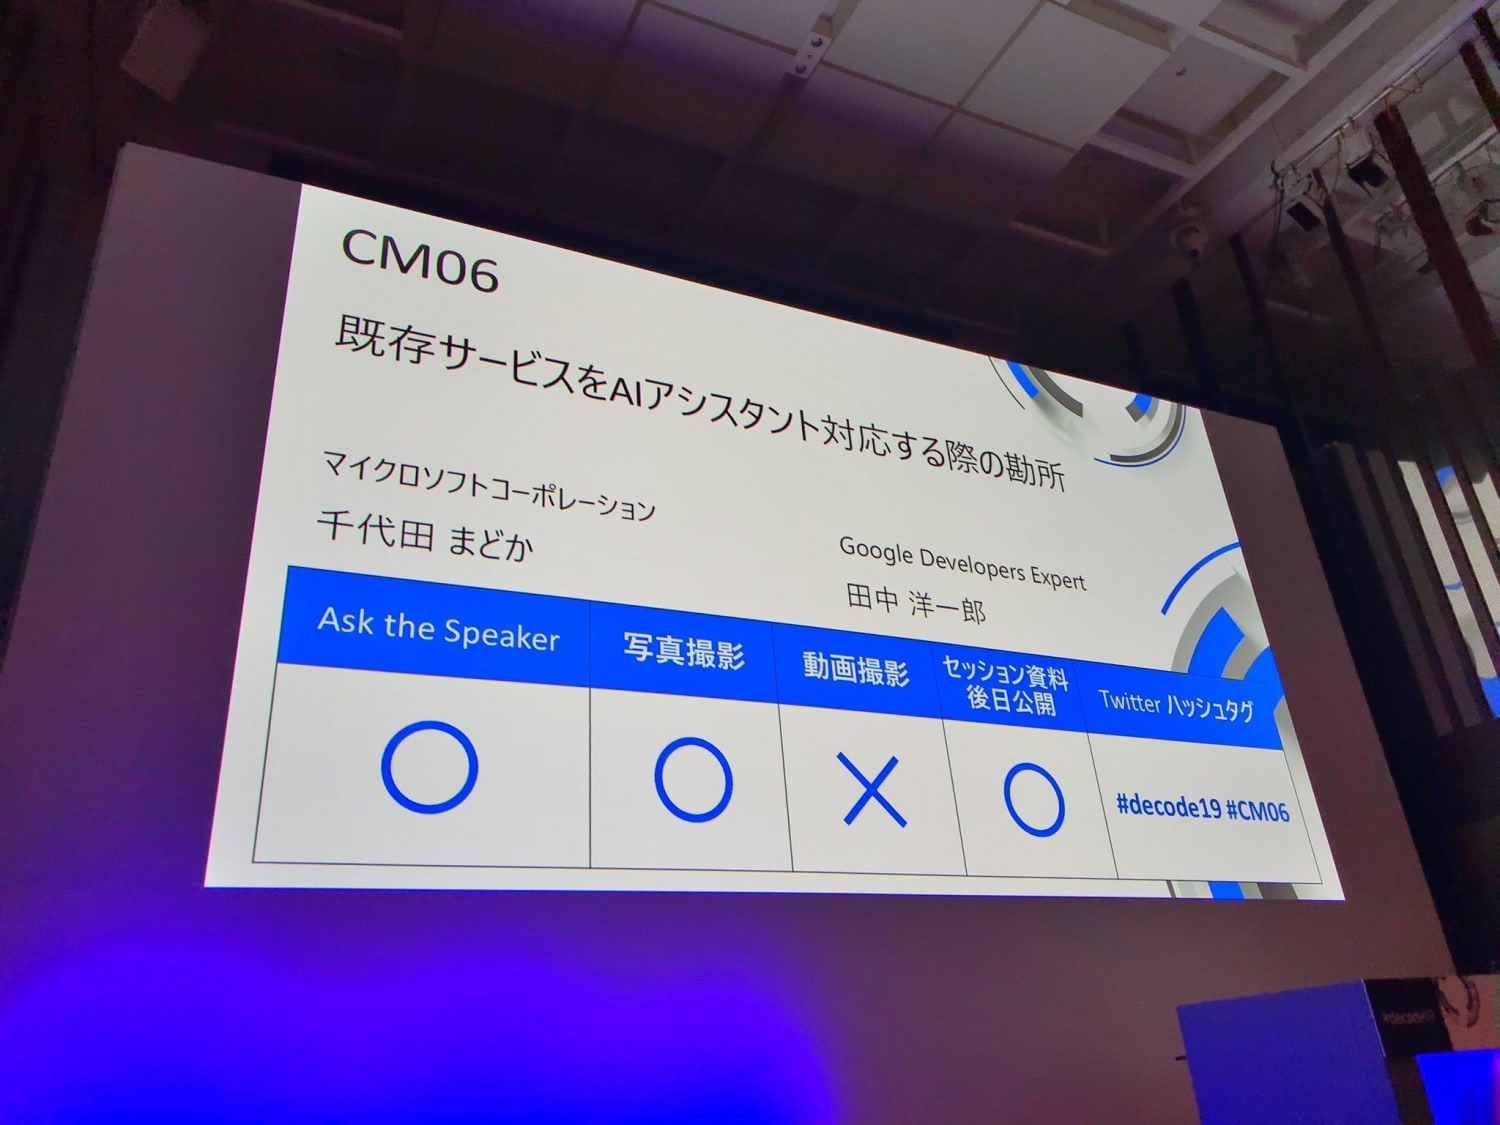 CM06
既存サービスをAIアシスタント対応する際の勘所
マイクロソフトコーポレーション
千代田 まどか
Google Developers Expert
田中 洋一郎
Ask the Speaker
写真撮影
動画撮影
セッション資料
後日公開
Twitter ハッシュタグ
○
○
×
○
#decode19 #CM06
#decode19